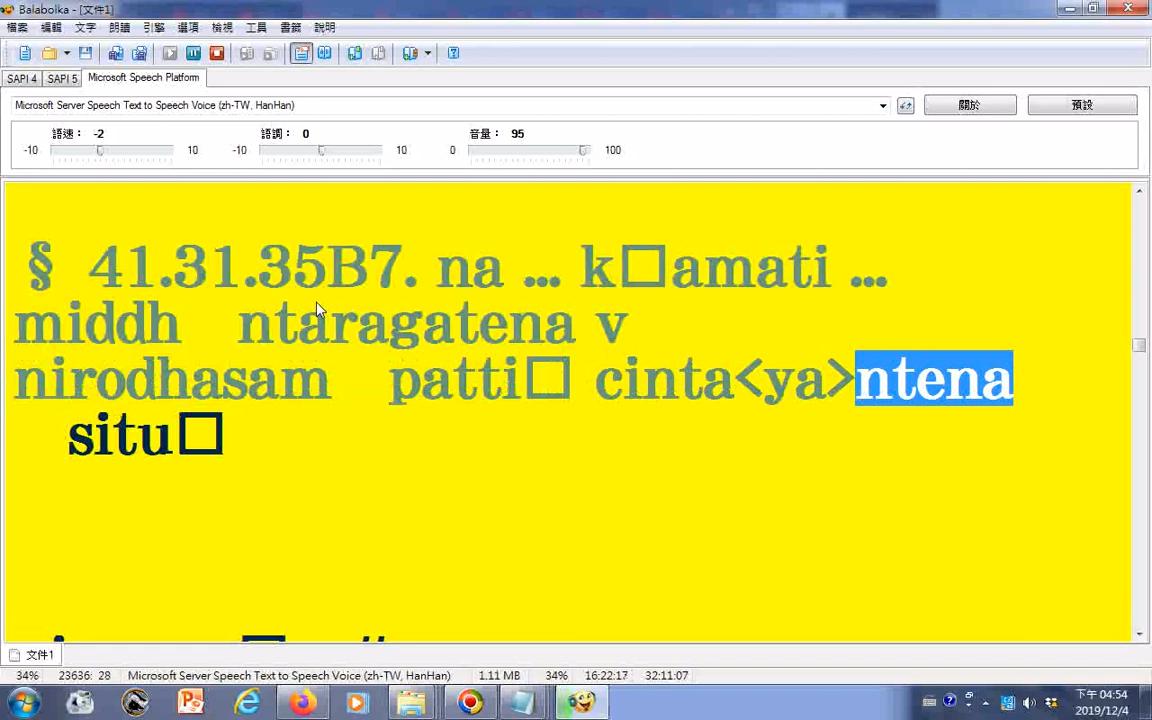 Balabolka - [文件1]
檔案 編輯 文字 朗讀 引擎 選項 檢視 工具 書籤 說明
SAPI 4 SAPI 5 Microsoft Speech Platform
Microsoft Server Speech Text to Speech Voice (zh-TW, HanHan)
關於 預設
語速： -2 語調： 0 音量： 95
-10 10 -10 10 0 100
§ 41.31.35B7. na ... k□amati ...
middh ntaragatena v
nirodhasam patti□ cinta<ya>ntena
situ□
文件1
34% 23636: 28 Microsoft Server Speech Text to Speech Voice (zh-TW, HanHan) 1.11 MB 34% 16:22:17 32:11:07
下午 04:54
2019/12/4